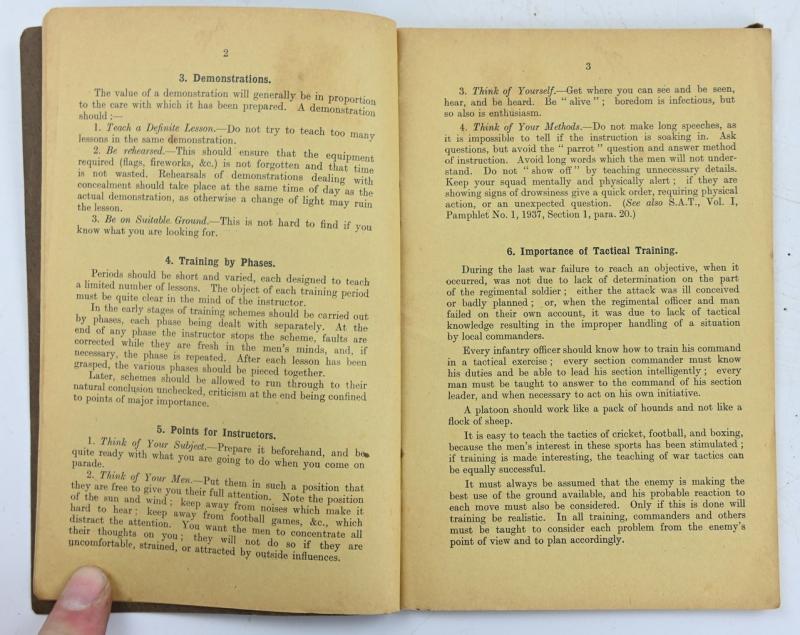 2
3. Demonstrations.
The value of a demonstration will generally be in proportion
to the care with which it has been prepared. A demonstration
should :—
1. Teach a Definite Lesson.—Do not try to teach too many
lessons in the same demonstration.
2. Be rehearsed.—This should ensure that the equipment
required (flags, fireworks, &c.) is not forgotten and that time
is not wasted. Rehearsals of demonstrations dealing with
concealment should take place at the same time of day as the
actual demonstration, as otherwise a change of light may ruin
the lesson.
3. Be on Suitable Ground.—This is not hard to find if you
know what you are looking for.
4. Training by Phases.
Periods should be short and varied, each designed to teach
a limited number of lessons. The object of each training period
must be quite clear in the mind of the instructor.
In the early stages of training schemes should be carried out
by phases, each phase being dealt with separately. At the
end of any phase the instructor stops the scheme, faults are
corrected while they are fresh in the men's minds, and, if
necessary, the phase is repeated. After each lesson has been
grasped, the various phases should be pieced together.
Later, schemes should be allowed to run through to their
natural conclusion unchecked, criticism at the end being confined
to points of major importance.
5. Points for Instructors.
1. Think of Your Subject.—Prepare it beforehand, and be
quite ready with what you are going to do when you come on
parade.
2. Think of Your Men.—Put them in such a position that
they are free to give you their full attention. Note the position
of the sun and wind ; keep away from noises which make it
hard to hear ; keep away from football games, &c., which
distract the attention. You want the men to concentrate all
their thoughts on you ; they will not do so if they are
uncomfortable, strained, or attracted by outside influences.
3
3. Think of Yourself.—Get where you can see and be seen,
hear, and be heard. Be " alive " ; boredom is infectious, but
so also is enthusiasm.
4. Think of Your Methods.—Do not make long speeches, as
it is impossible to tell if the instruction is soaking in. Ask
questions, but avoid the " parrot " question and answer method
of instruction. Avoid long words which the men will not under-
stand. Do not " show off " by teaching unnecessary details.
Keep your squad mentally and physically alert ; if they are
showing signs of drowsiness give a quick order, requiring physical
action, or an unexpected question. (See also S.A.T., Vol. I,
Pamphlet No. 1, 1937, Section 1, para. 20.)
6. Importance of Tactical Training.
During the last war failure to reach an objective, when it
occurred, was not due to lack of determination on the part
of the regimental soldier ; either the attack was ill conceived
or badly planned ; or, when the regimental officer and man
failed on their own account, it was due to lack of tactical
knowledge resulting in the improper handling of a situation
by local commanders.
Every infantry officer should know how to train his command
in a tactical exercise ; every section commander must know
his duties and be able to lead his section intelligently ; every
man must be taught to answer to the command of his section
leader, and when necessary to act on his own initiative.
A platoon should work like a pack of hounds and not like a
flock of sheep.
It is easy to teach the tactics of cricket, football, and boxing,
because the men's interest in these sports has been stimulated ;
if training is made interesting, the teaching of war tactics can
be equally successful.
It must always be assumed that the enemy is making the
best use of the ground available, and his probable reaction to
each move must also be considered. Only if this is done will
training be realistic. In all training, commanders and others
must be taught to consider each problem from the enemy's
point of view and to plan accordingly.